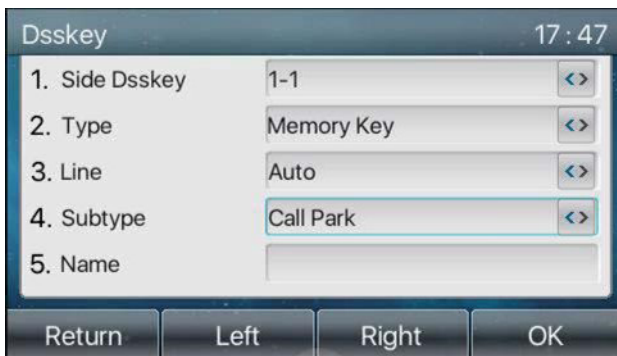 Dsskey 17:47
1. Side Dsskey 1-1 <>
2. Type Memory Key <>
3. Line Auto <>
4. Subtype Call Park <>
5. Name
Return Left Right OK